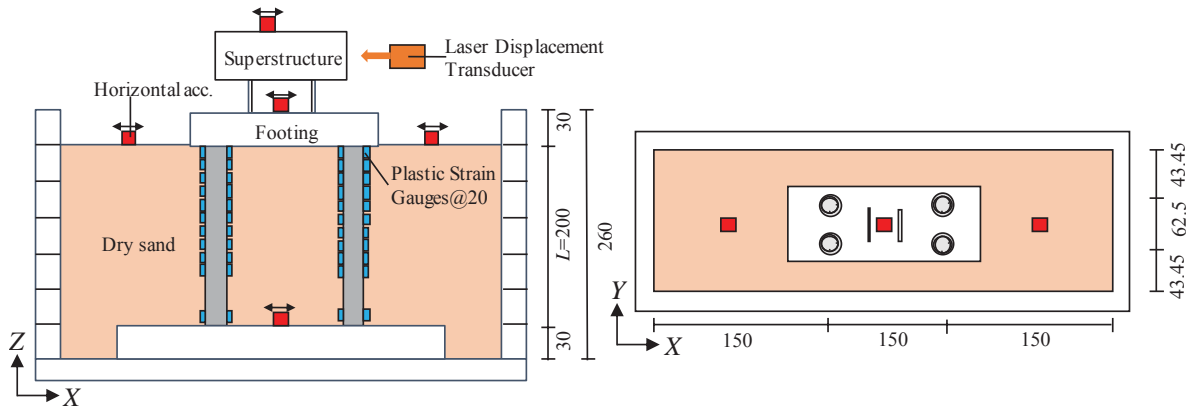 Superstructure
Laser Displacement
Transducer
Horizontal acc.
Footing
Plastic Strain
Gauges@20
Dry sand
30
L=200
260
30
Z
X
43.45
62.5
43.45
Y
X
150
150
150